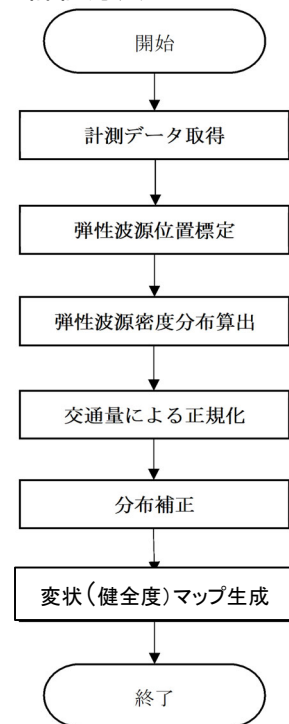 開始
計測データ取得
弾性波源位置標定
弾性波源密度分布算出
交通量による正規化
分布補正
変状(健全度)マップ生成
終了